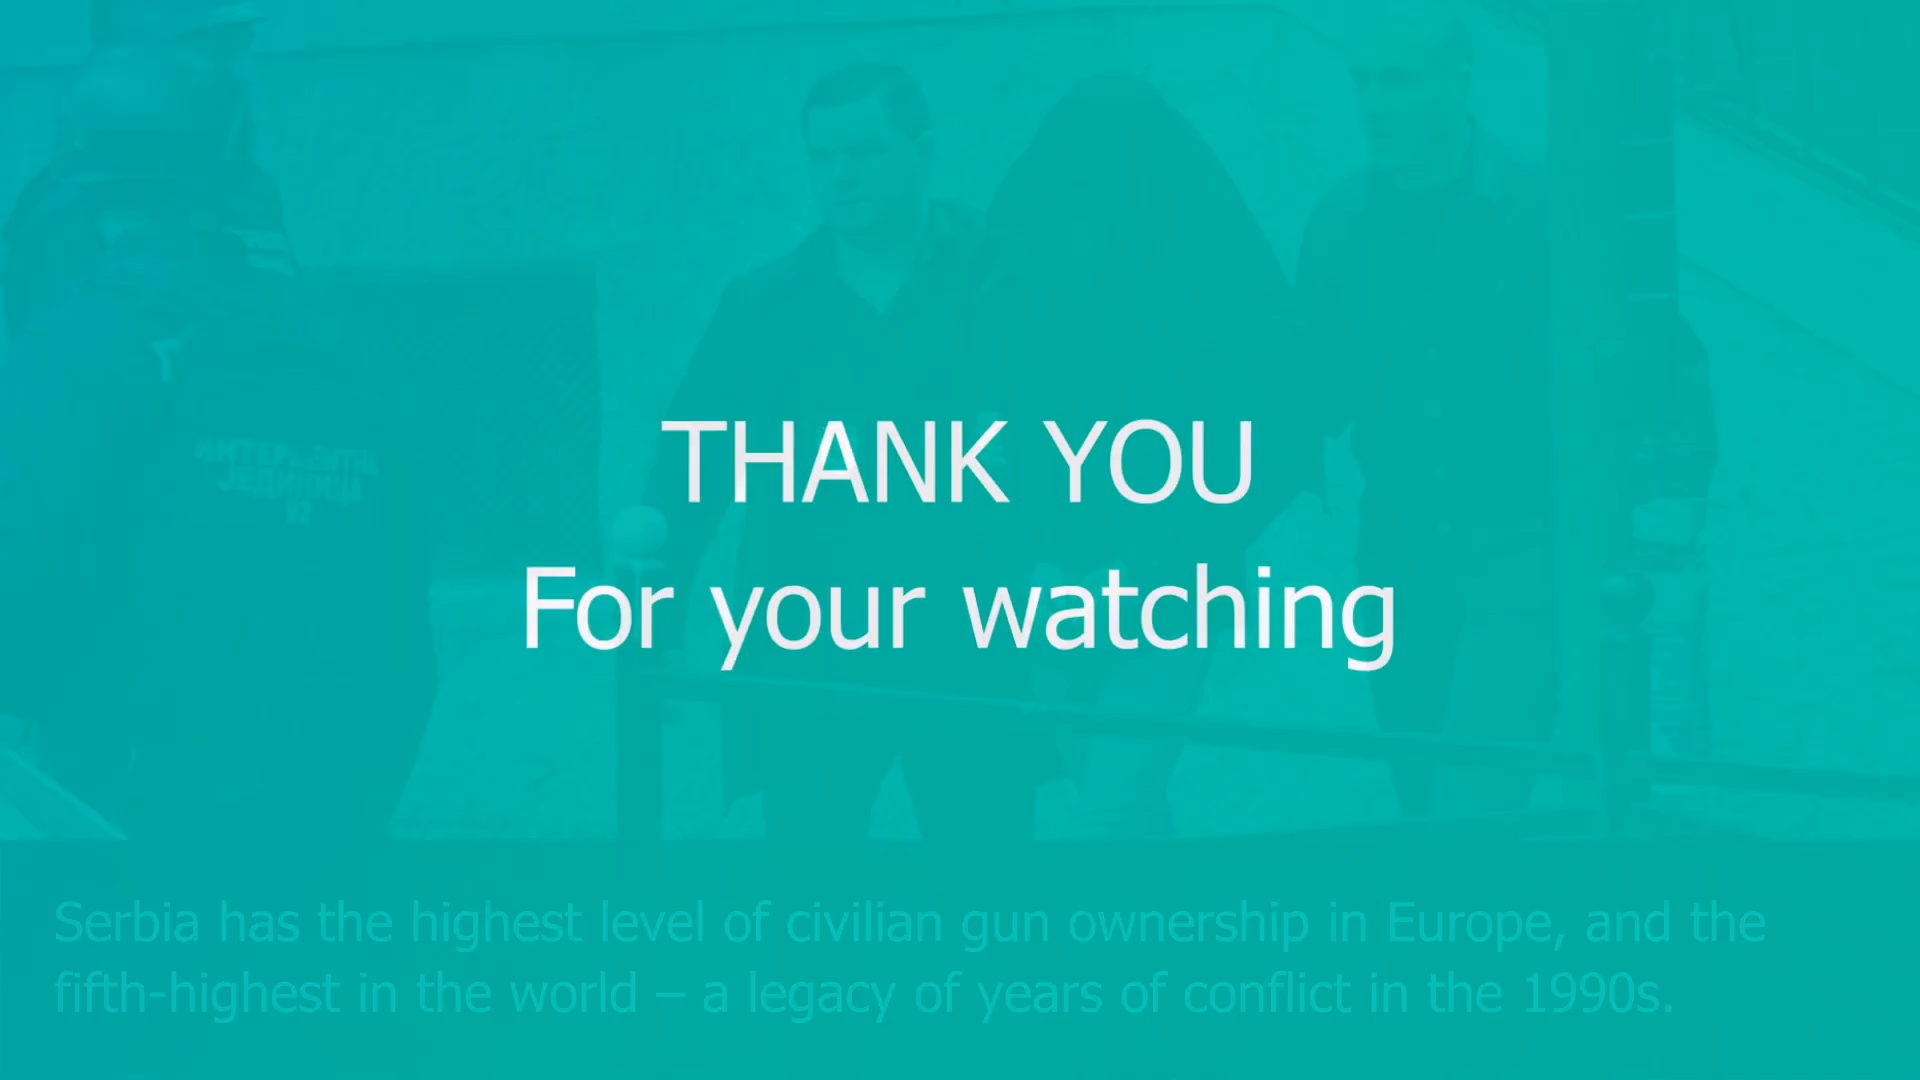 THANK YOU
For your watching
ЈЕДИНИЦА
Serbia has the highest level of civilian gun ownership in Europe, and the
fifth-highest in the world – a legacy of years of conflict in the 1990s.